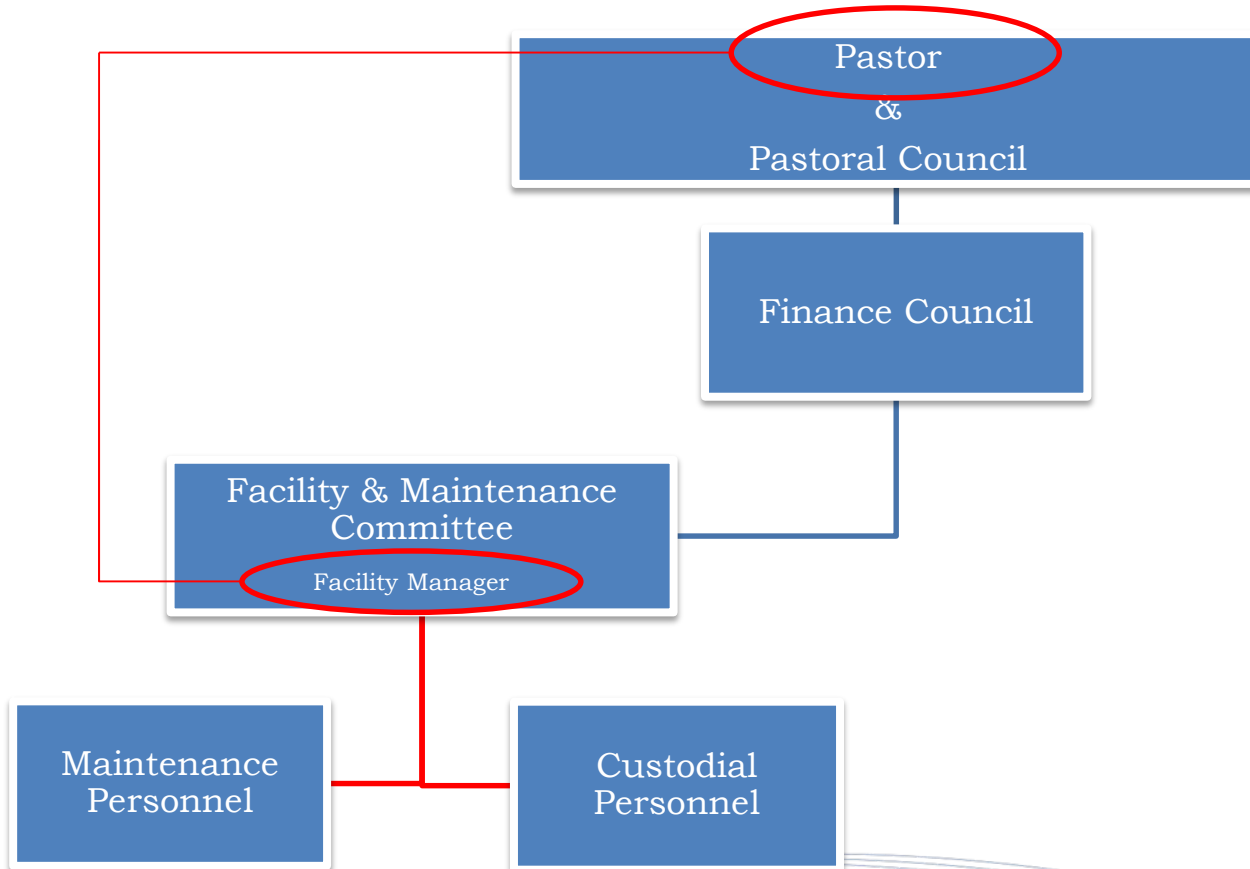 Pastor
&
Pastoral Council
Finance Council
Facility & Maintenance
Committee
Facility Manager
Maintenance
Personnel
Custodial
Personnel